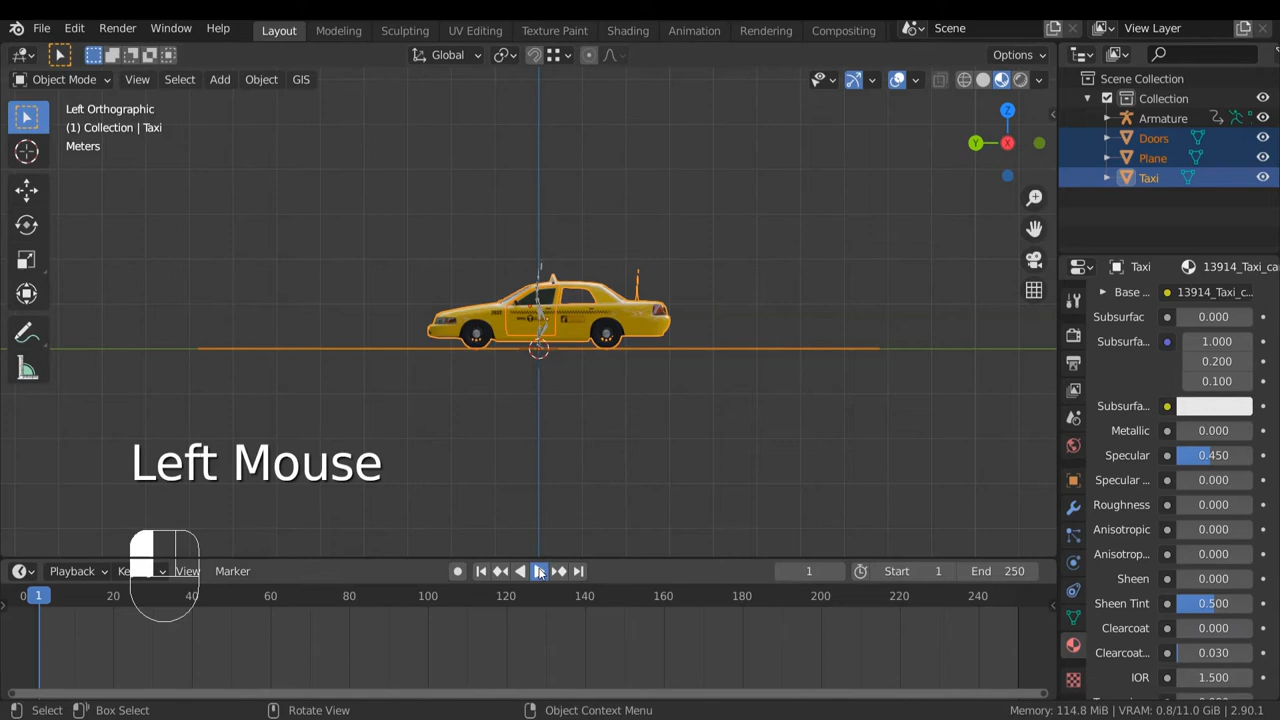 File Edit Render Window Help Layout Modeling Sculpting UV Editing Texture Paint Shading Animation Rendering Compositing Scene View Layer
Global Options
Object Mode View Select Add Object GIS
Left Orthographic
(1) Collection | Taxi
Meters
Z
Y X
Scene Collection
Collection
Armature
Doors
Plane
Taxi
Taxi 13914_Taxi_ca
Base ... 13914_Taxi_c...
Subsurfac 0.000
Subsurfa.. 1.000
0.200
0.100
Subsurfa...
Metallic 0.000
Specular 0.450
Specular ... 0.000
Roughness 0.000
Anisotropic 0.000
Anisotrop... 0.000
Sheen 0.000
Sheen Tint 0.500
Clearcoat 0.000
Clearcoat... 0.030
IOR 1.500
Left Mouse
Playback View Marker 1 Start 1 End 250
0 1 20 40 60 80 100 120 140 160 180 200 220 240
Select Box Select Rotate View Object Context Menu Memory: 114.8 MiB | VRAM: 0.8/11.0 GiB | 2.90.1